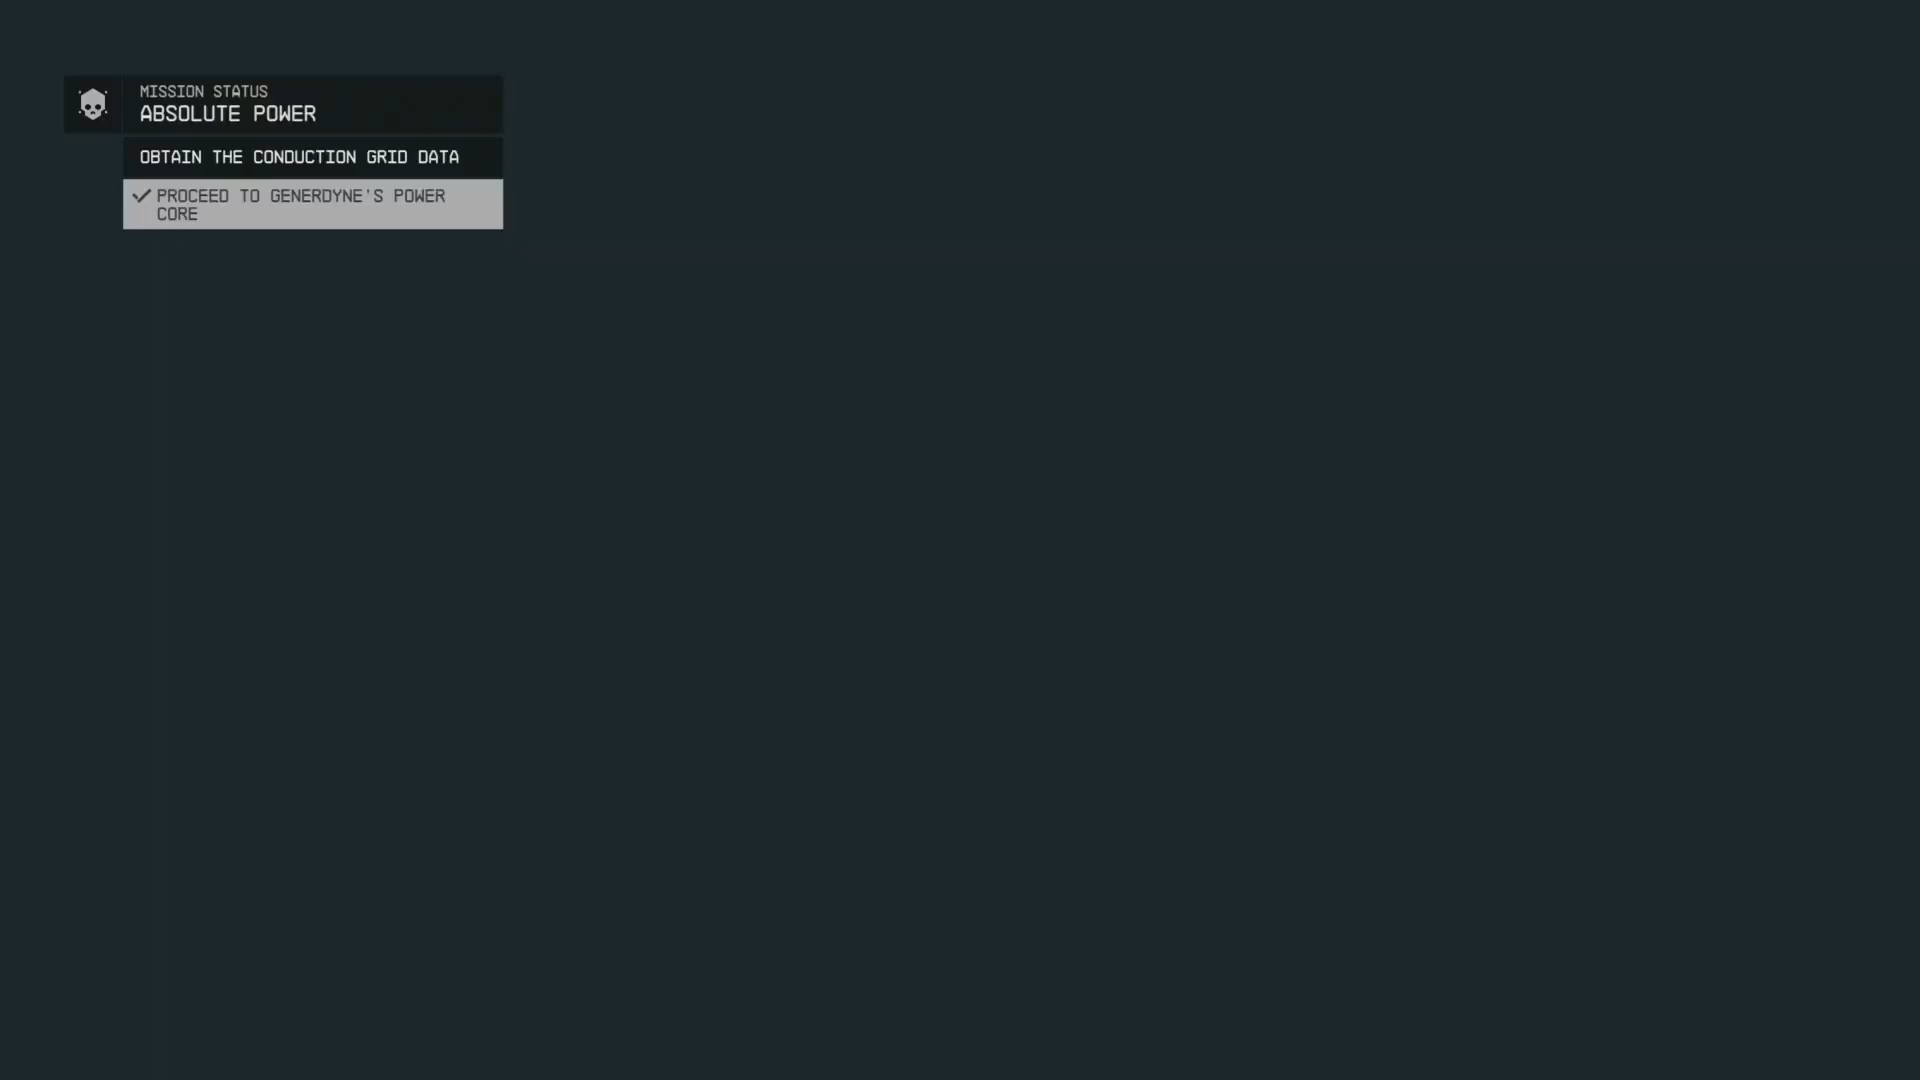 MISSION STATUS
ABSOLUTE POWER
OBTAIN THE CONDUCTION GRID DATA
PROCEED TO GENERDYNE'S POWER
CORE